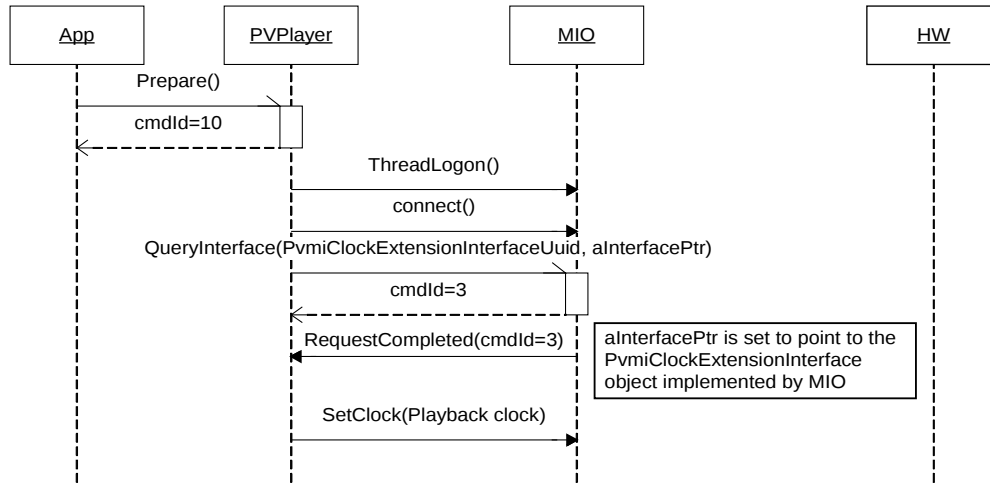 App
PVPlayer
MIO
HW
Prepare()
cmdId=10
ThreadLogon()
connect()
QueryInterface(PvmiClockExtensionInterfaceUuid, aInterfacePtr)
cmdId=3
RequestCompleted(cmdId=3)
aInterfacePtr is set to point to the
PvmiClockExtensionInterface
object implemented by MIO
SetClock(Playback clock)